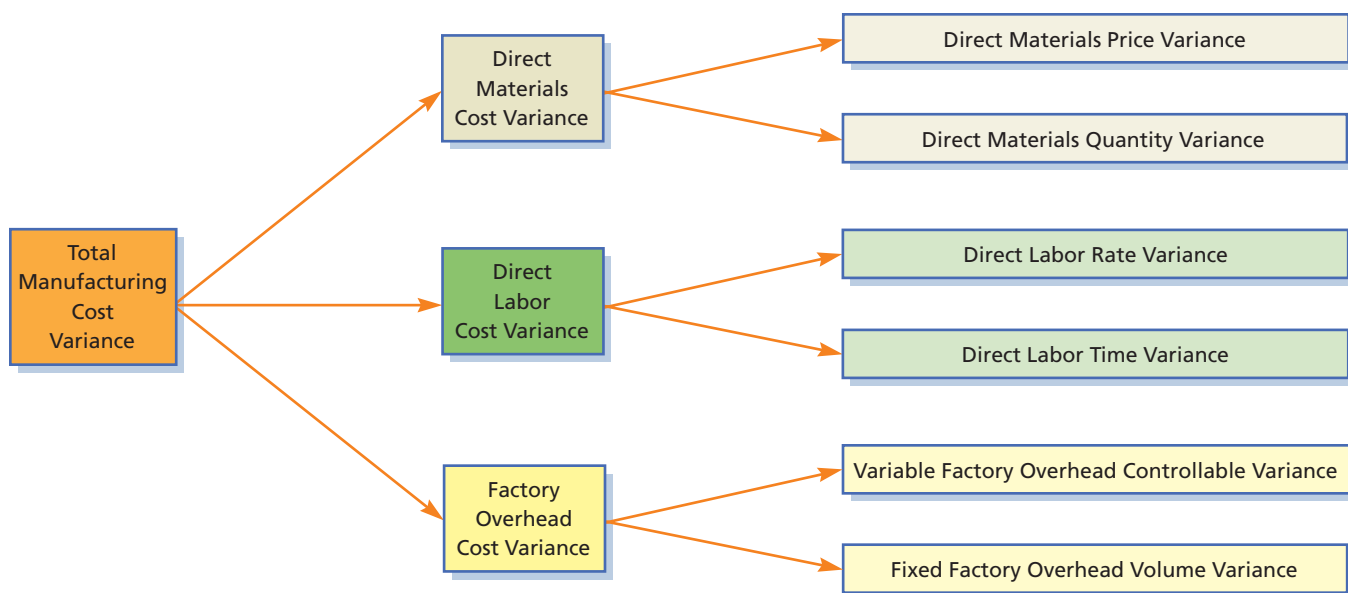 Total
Manufacturing
Cost
Variance
Direct
Materials
Cost Variance
Direct Materials Price Variance
Direct Materials Quantity Variance
Direct
Labor
Cost Variance
Direct Labor Rate Variance
Direct Labor Time Variance
Factory
Overhead
Cost Variance
Variable Factory Overhead Controllable Variance
Fixed Factory Overhead Volume Variance